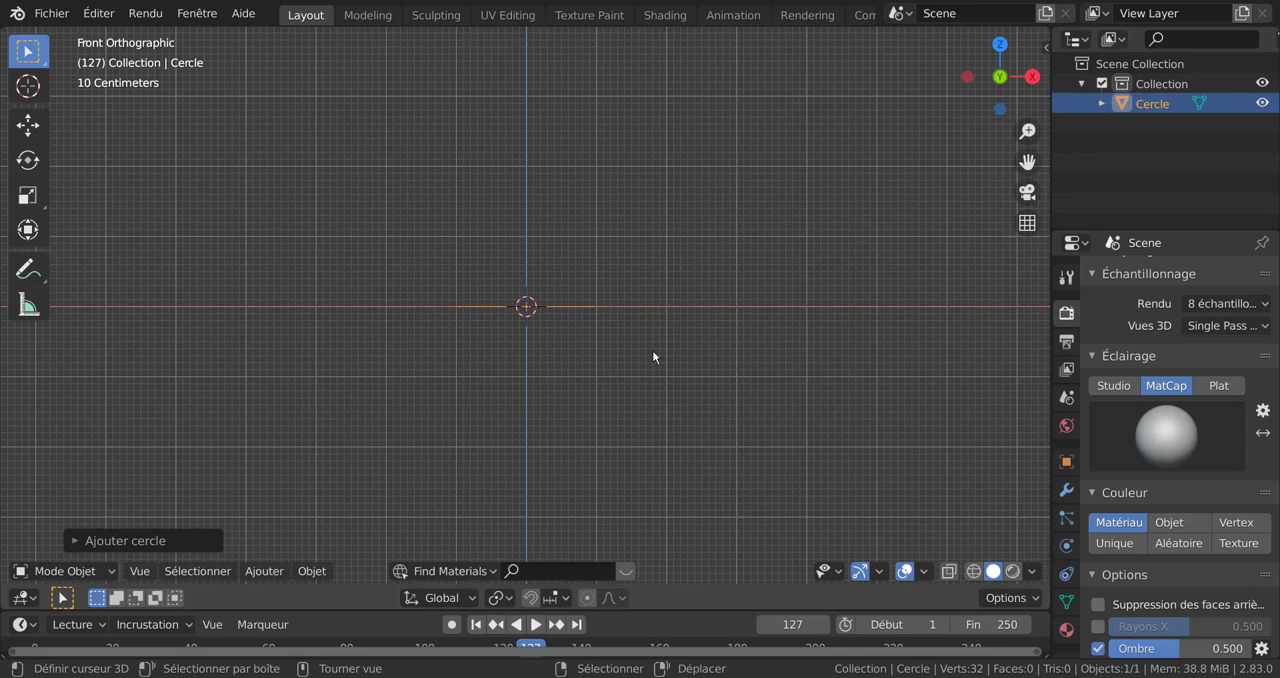 Fichier Éditer Rendu Fenêtre Aide Layout Modeling Sculpting UV Editing Texture Paint Shading Animation Rendering Com Scene View Layer
Front Orthographic
(127) Collection | Cercle
10 Centimeters
Z
Y
X
Scene Collection
Collection
Cercle
Scene
Échantillonnage
Rendu 8 échantillo...
Vues 3D Single Pass ...
Éclairage
Studio MatCap Plat
Couleur
Matériau Objet Vertex
Unique Aléatoire Texture
Options
Suppression des faces arriè...
Rayons X 0.500
Ombre 0.500
Ajouter cercle
Mode Objet Vue Sélectionner Ajouter Objet Find Materials
Global Options
Lecture Incrustation Vue Marqueur 127 Début 1 Fin 250
Définir curseur 3D Sélectionner par boîte Tourner vue Sélectionner Déplacer Collection | Cercle | Verts:32 | Faces:0 | Tris:0 | Objects:1/1 | Mem: 38.8 MiB | 2.83.0